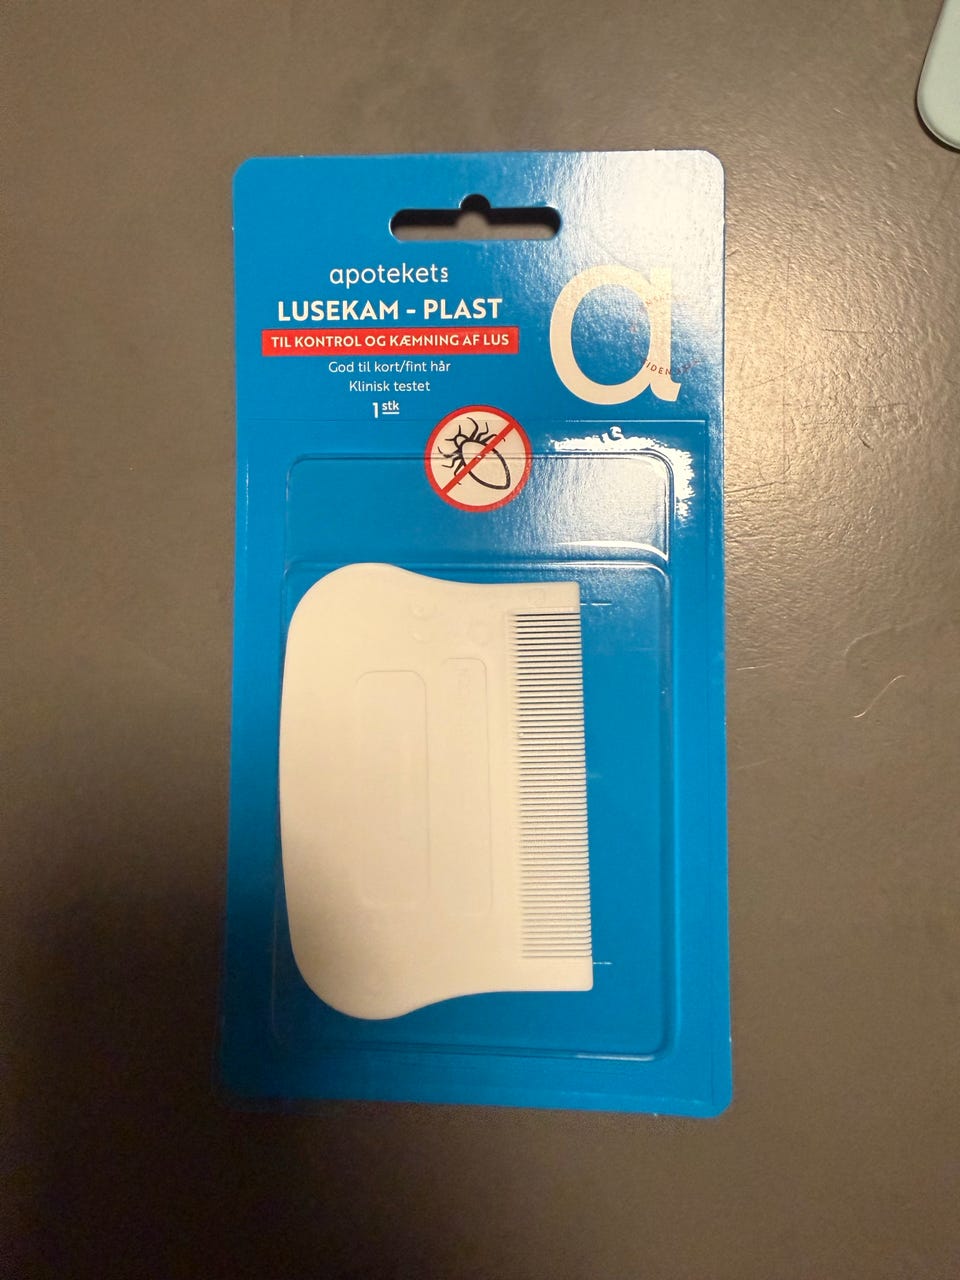 apotekets
LUSEKAM - PLAST
TIL KONTROL OG KÆMNING AF LUS
God til kort/fint hår
Klinisk testet
1 stk
a